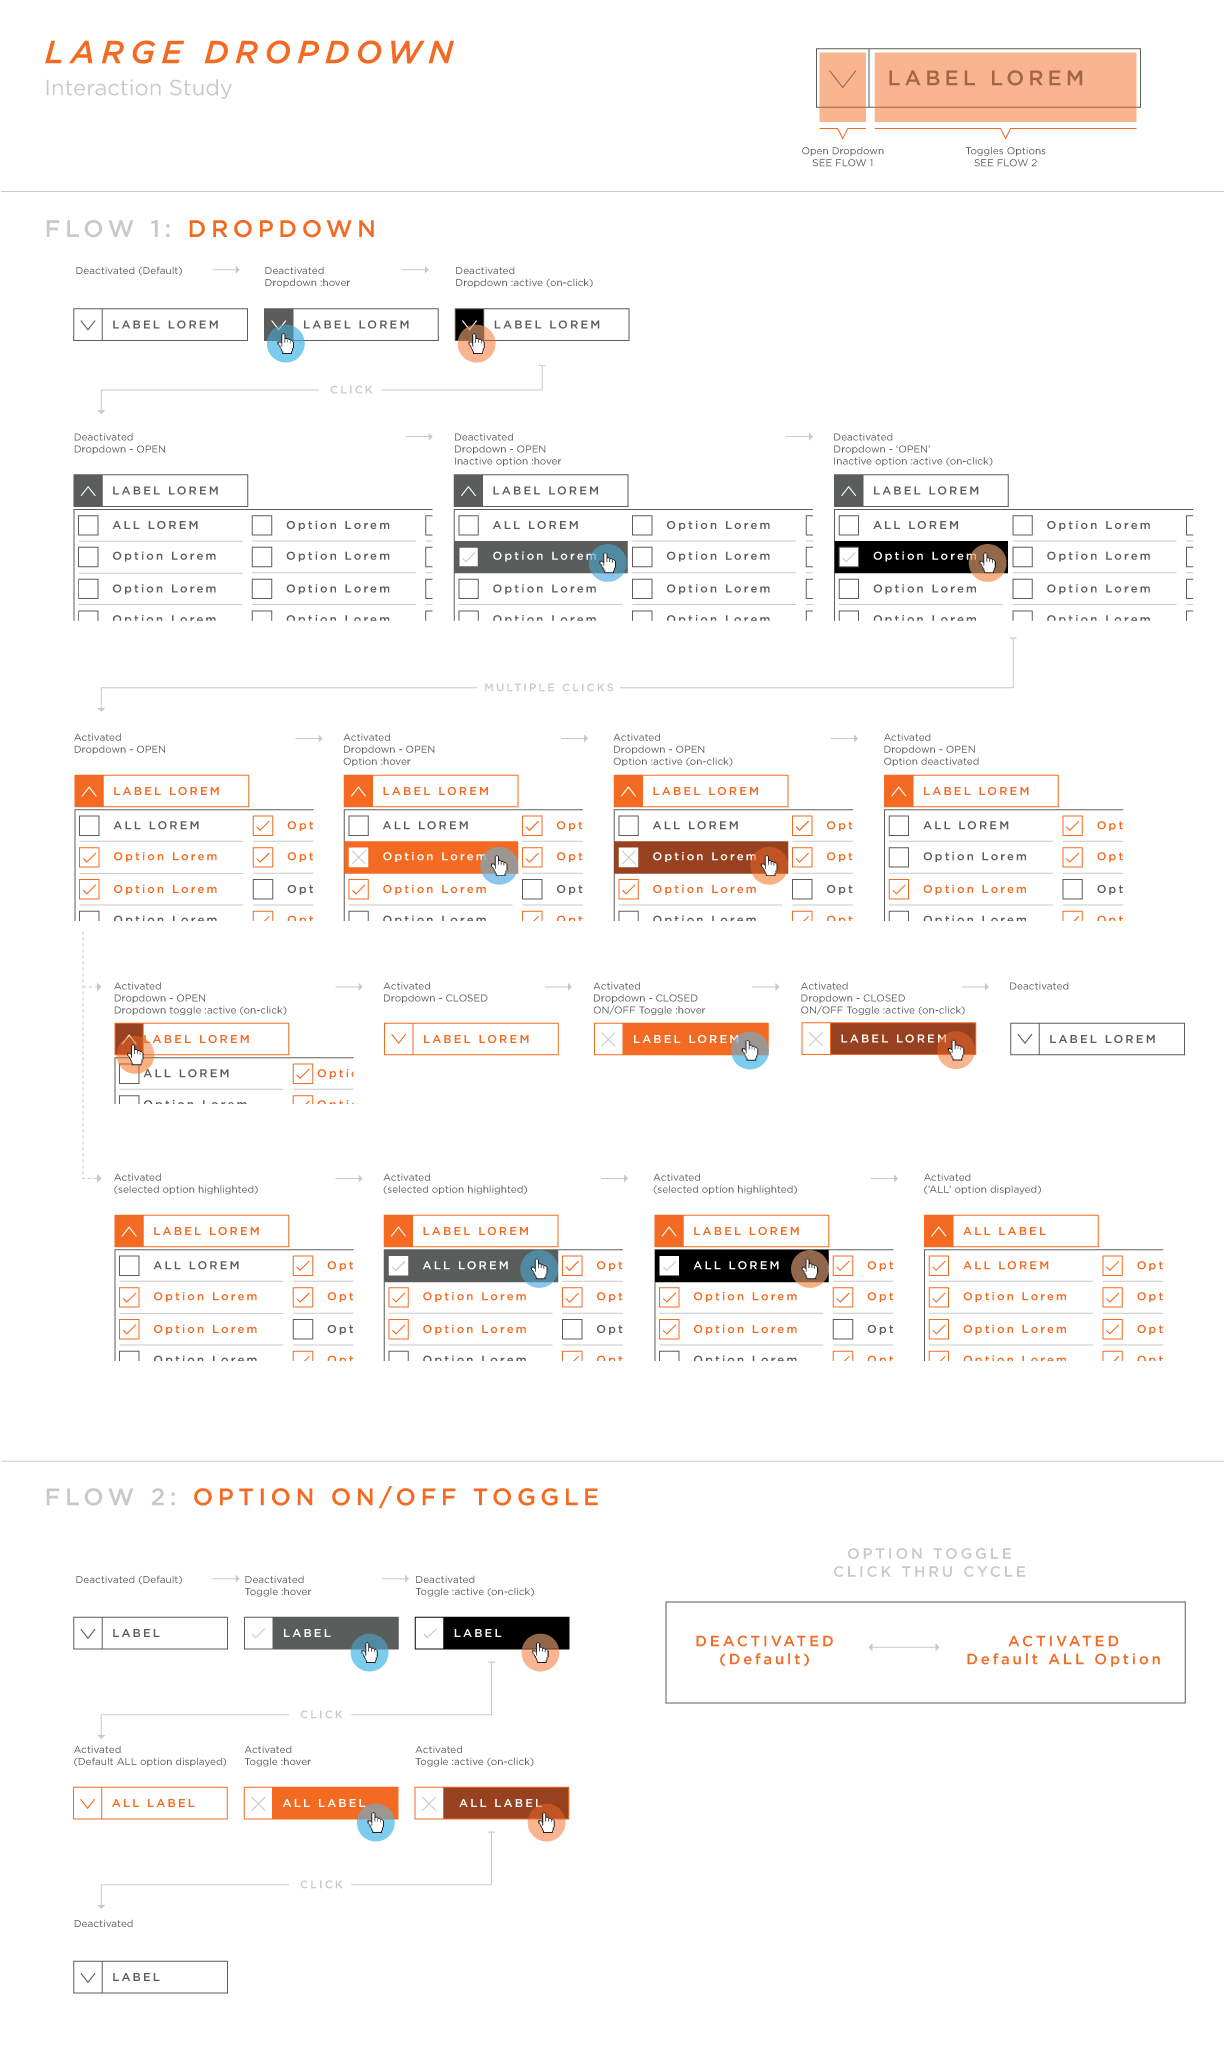 LARGE DROPDOWN
Interaction Study
LABEL LOREM
Open Dropdown
SEE FLOW 1
Toggles Options
SEE FLOW 2
FLOW 1: DROPDOWN
Deactivated (Default)
Deactivated
Dropdown :hover
Deactivated
Dropdown :active (on-click)
LABEL LOREM
LABEL LOREM
LABEL LOREM
CLICK
Deactivated
Dropdown - OPEN
Deactivated
Dropdown - OPEN
Inactive option :hover
Deactivated
Dropdown - 'OPEN'
Inactive option :active (on-click)
LABEL LOREM
ALL LOREM Option Lorem
Option Lorem Option Lorem
Option Lorem Option Lorem
Option Lorem Option Lorem
LABEL LOREM
ALL LOREM Option Lorem
Option Lorem Option Lorem
Option Lorem Option Lorem
Option Lorem Option Lorem
LABEL LOREM
ALL LOREM Option Lorem
Option Lorem Option Lorem
Option Lorem Option Lorem
Option Lorem Option Lorem
MULTIPLE CLICKS
Activated
Dropdown - OPEN
Activated
Dropdown - OPEN
Option :hover
Activated
Dropdown - OPEN
Option :active (on-click)
Activated
Dropdown - OPEN
Option deactivated
LABEL LOREM
ALL LOREM Opt
Option Lorem Opt
Option Lorem Opt
Option Lorem Opt
LABEL LOREM
ALL LOREM Opt
Option Lorem Opt
Option Lorem Opt
Option Lorem Opt
LABEL LOREM
ALL LOREM Opt
Option Lorem Opt
Option Lorem Opt
Option Lorem Opt
LABEL LOREM
ALL LOREM Opt
Option Lorem Opt
Option Lorem Opt
Option Lorem Opt
Activated
Dropdown - OPEN
Dropdown toggle :active (on-click)
Activated
Dropdown - CLOSED
Activated
Dropdown - CLOSED
ON/OFF Toggle :hover
Activated
Dropdown - CLOSED
ON/OFF Toggle :active (on-click)
Deactivated
LABEL LOREM
ALL LOREM Optic
Option Lorem Optic
LABEL LOREM
LABEL LOREM
LABEL LOREM
LABEL LOREM
Activated
(selected option highlighted)
Activated
(selected option highlighted)
Activated
(selected option highlighted)
Activated
('ALL' option displayed)
LABEL LOREM
ALL LOREM Opt
Option Lorem Opt
Option Lorem Opt
Option Lorem Opt
LABEL LOREM
ALL LOREM Opt
Option Lorem Opt
Option Lorem Opt
Option Lorem Opt
LABEL LOREM
ALL LOREM Opt
Option Lorem Opt
Option Lorem Opt
Option Lorem Opt
ALL LABEL
ALL LOREM Opt
Option Lorem Opt
Option Lorem Opt
Option Lorem Opt
FLOW 2: OPTION ON/OFF TOGGLE
Deactivated (Default)
Deactivated
Toggle :hover
Deactivated
Toggle :active (on-click)
LABEL
LABEL
LABEL
CLICK
Activated
(Default ALL option displayed)
Activated
Toggle :hover
Activated
Toggle :active (on-click)
ALL LABEL
ALL LABEL
ALL LABEL
CLICK
Deactivated
LABEL
OPTION TOGGLE
CLICK THRU CYCLE
DEACTIVATED
(Default)
ACTIVATED
Default ALL Option